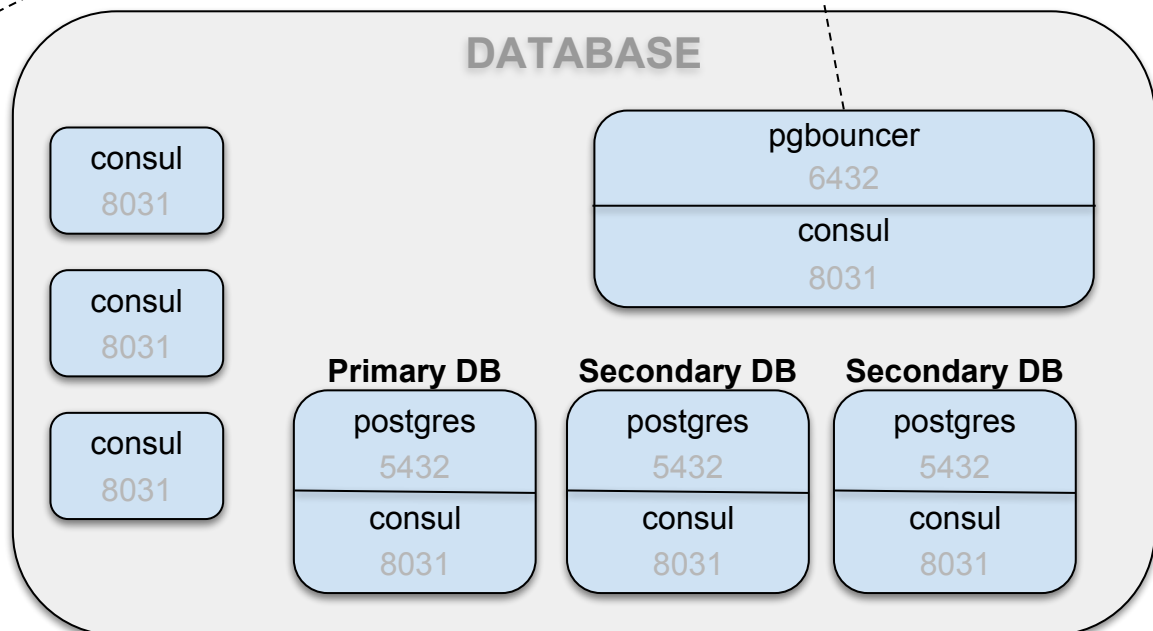 DATABASE
consul
8031
consul
8031
consul
8031
pgbouncer
6432
consul
8031
Primary DB
postgres
5432
consul
8031
Secondary DB
postgres
5432
consul
8031
Secondary DB
postgres
5432
consul
8031